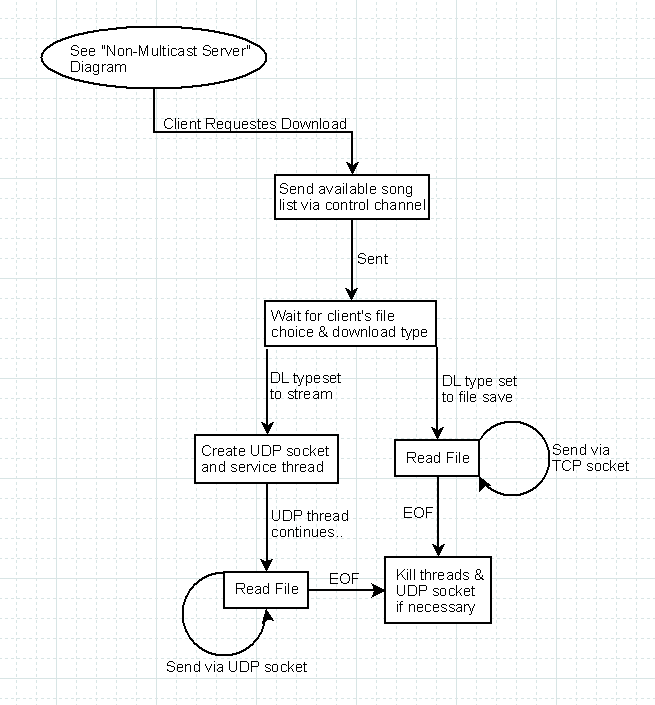 See "Non-Multicast Server"
Diagram
Client Requestes Download
Send available song
list via control channel
Sent
Wait for client's file
choice & download type
DL typeset
to stream
DL type set
to file save
Create UDP socket
and service thread
Read File
Send via
TCP socket
UDP thread
continues..
EOF
Read File
EOF
Kill threads &
UDP socket
if necessary
Send via UDP socket